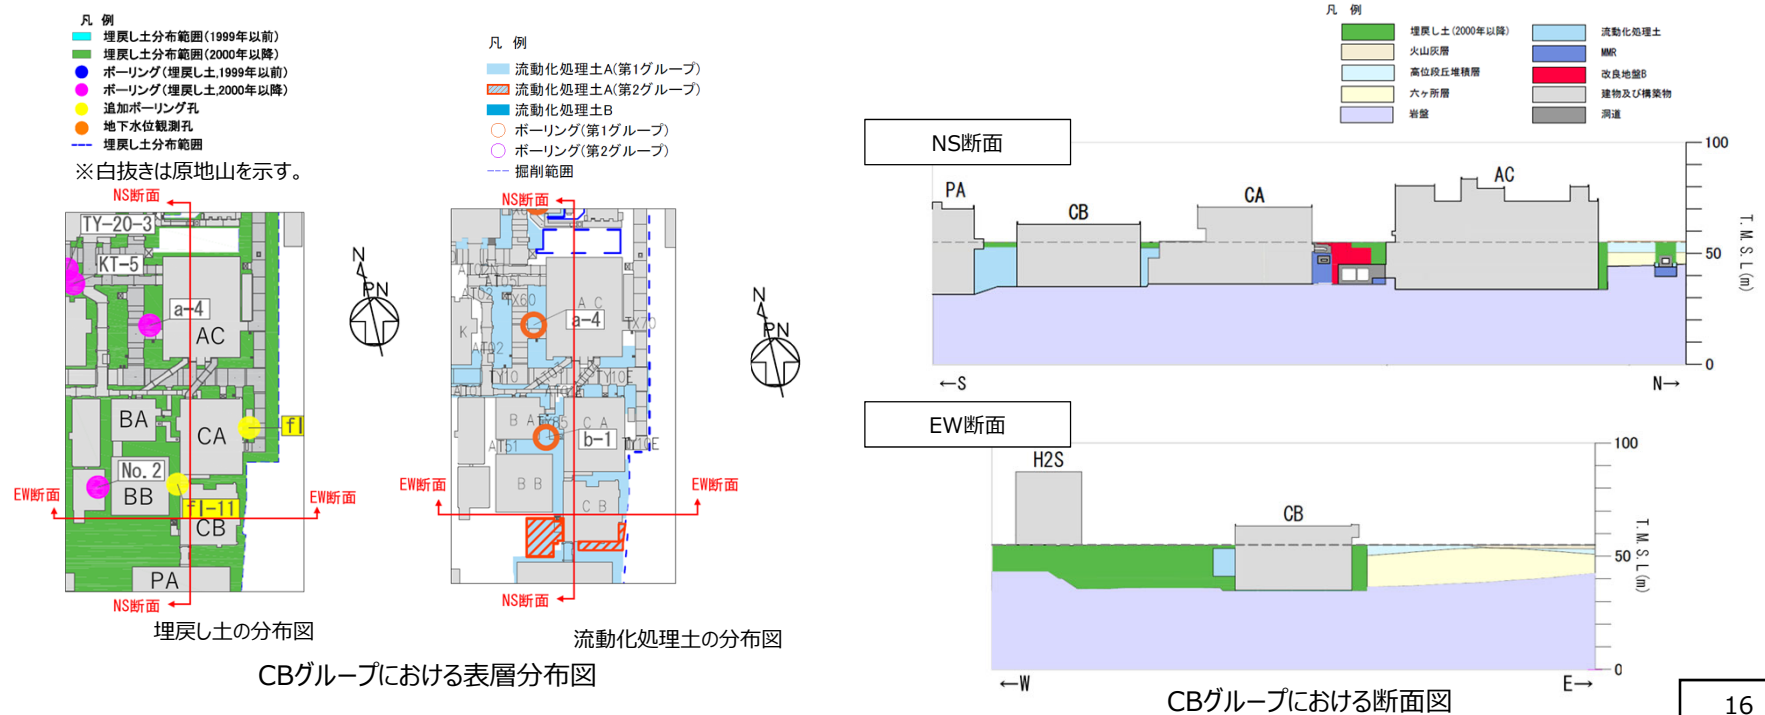 凡 例
埋戻し土分布範囲(1999年以前)
埋戻し土分布範囲(2000年以降)
ボーリング(埋戻し土,1999年以前)
ボーリング(埋戻し土,2000年以降)
追加ボーリング孔
地下水位観測孔
埋戻し土分布範囲
※白抜きは原地山を示す。
NS断面
TY-20-3
KT-5
a-4
AC
BA
CA
fl
No. 2
BB
fl-11
CB
EW断面
EW断面
PA
NS断面
N
PN
埋戻し土の分布図
凡 例
流動化処理土A(第1グループ)
流動化処理土A(第2グループ)
流動化処理土B
ボーリング(第1グループ)
ボーリング(第2グループ)
掘削範囲
NS断面
AT02N
AT05
AT02
TX60
A C
a-4
TX70
K
AT02
TY10
TY10E
B A
C A
b-1
AT51
TY10E
B B
C B
EW断面
EW断面
NS断面
N
PN
流動化処理土の分布図
CBグループにおける表層分布図
凡 例
埋戻し土(2000年以降)
火山灰層
高位段丘堆積層
六ヶ所層
岩盤
流動化処理土
MMR
改良地盤B
建物及び構築物
洞道
NS断面
PA
CB
CA
AC
100
50
0
T.M.S.L(m)
←S
N→
EW断面
H2S
CB
100
50
0
T.M.S.L(m)
←W
E→
CBグループにおける断面図
16